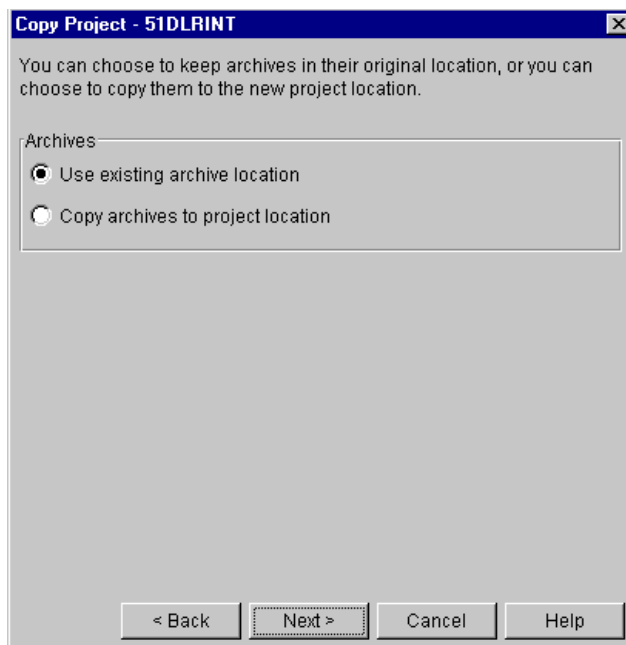 Copy Project - 51DLRINT
You can choose to keep archives in their original location, or you can
choose to copy them to the new project location.
Archives
Use existing archive location
Copy archives to project location
< Back Next > Cancel Help